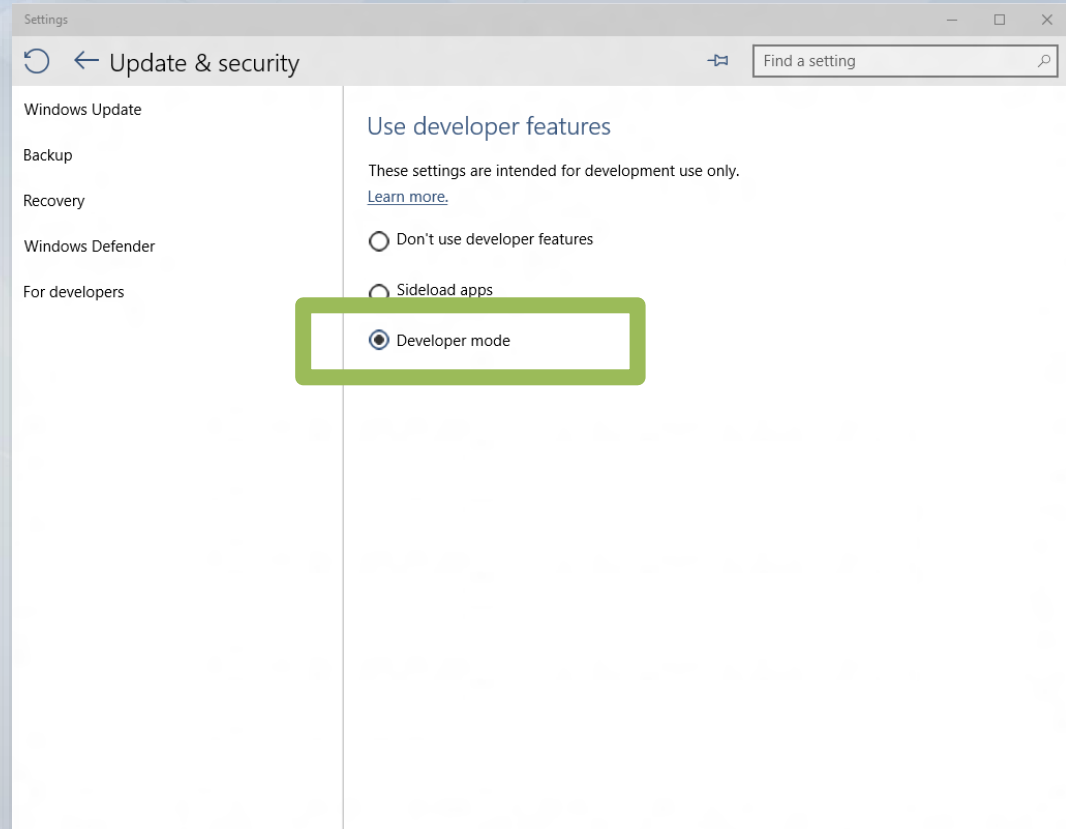 Settings
Update & security
Find a setting
Windows Update
Backup
Recovery
Windows Defender
For developers
Use developer features
These settings are intended for development use only.
Learn more.
Don't use developer features
Sideload apps
Developer mode